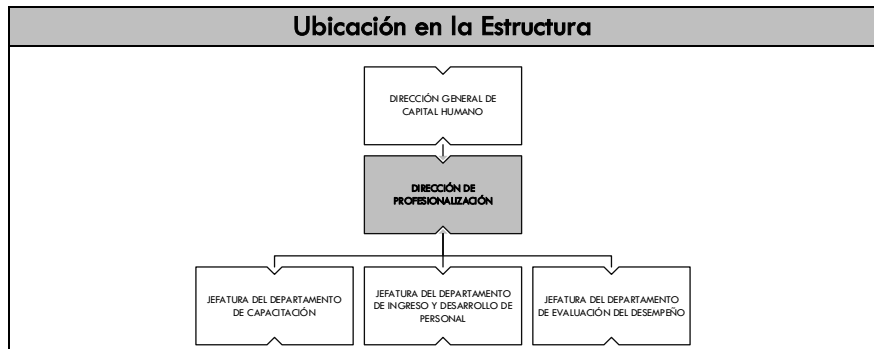 Ubicación en la Estructura
DIRECCIÓN GENERAL DE
CAPITAL HUMANO
DIRECCIÓN DE
PROFESIONALIZACIÓN
JEFATURA DEL DEPARTAMENTO
DE CAPACITACIÓN
JEFATURA DEL DEPARTAMENTO
DE INGRESO Y DESARROLLO DE
PERSONAL
JEFATURA DEL DEPARTAMENTO
DE EVALUACIÓN DEL DESEMPEÑO